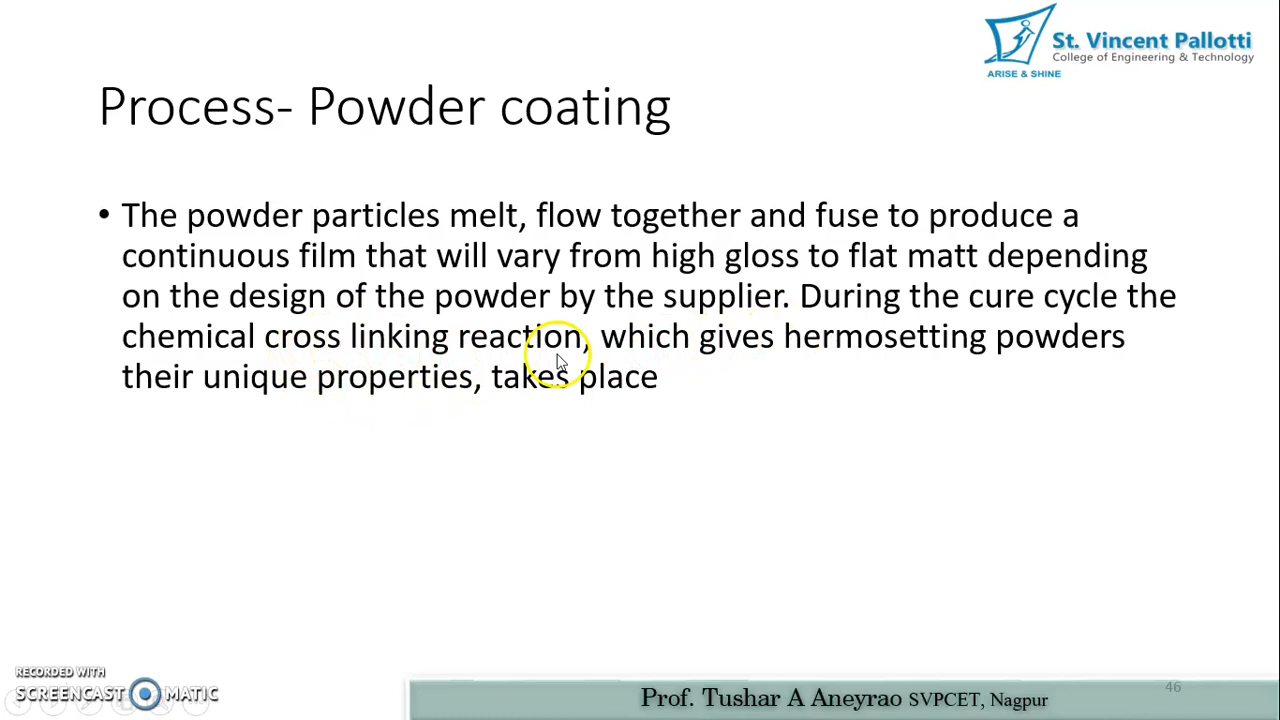 St. Vincent Pallotti
College of Engineering & Technology
ARISE & SHINE
Process- Powder coating
• The powder particles melt, flow together and fuse to produce a
continuous film that will vary from high gloss to flat matt depending
on the design of the powder by the supplier. During the cure cycle the
chemical cross linking reaction, which gives hermosetting powders
their unique properties, takes place
RECORDED WITH
SCREENCAST MATIC
Prof. Tushar A Aneyrao SVPCET, Nagpur
46